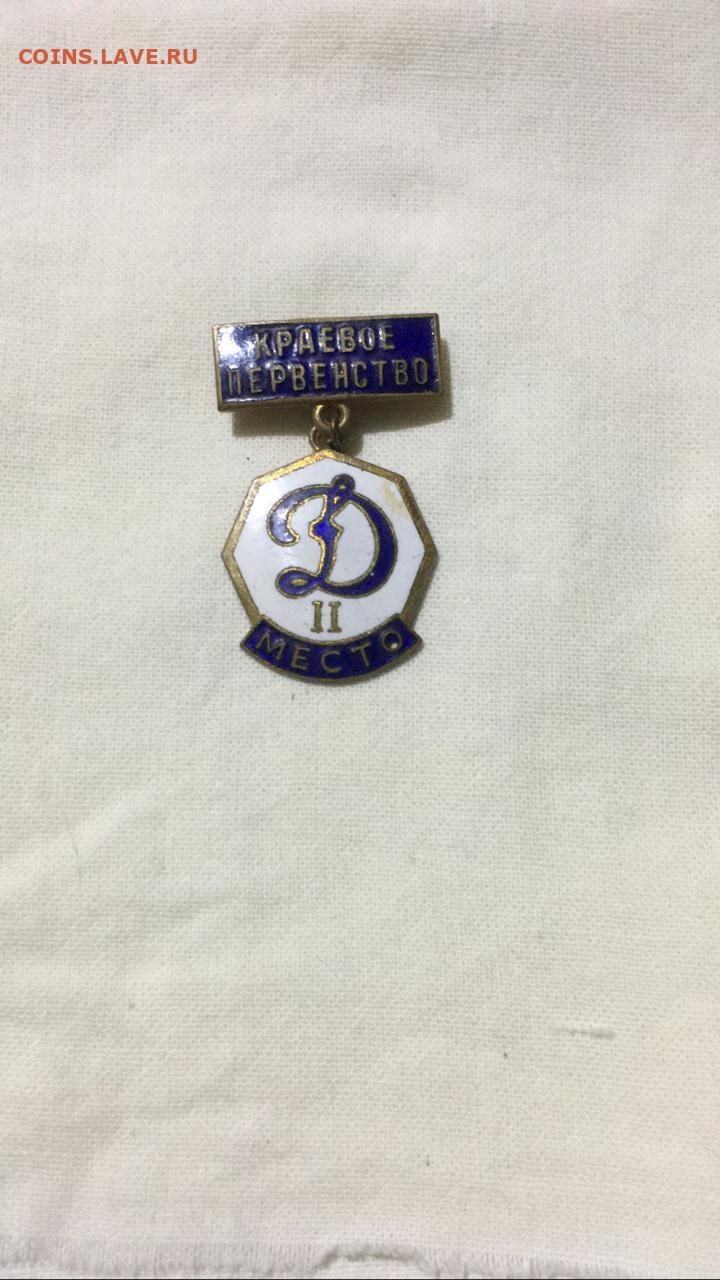 COINS.LAVE.RU
КРАЕВОЕ
ПЕРВЕНСТВО
Д
II
МЕСТО